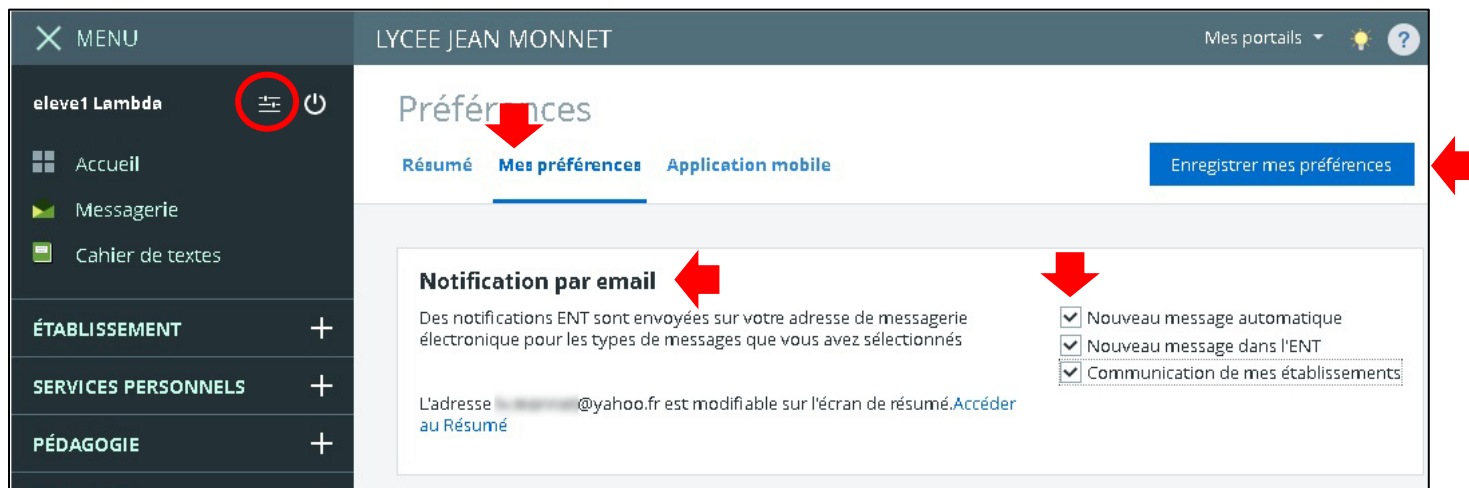 MENU
LYCEE JEAN MONNET
Mes portails
?
eleve1 Lambda
Accueil
Messagerie
Cahier de textes
ÉTABLISSEMENT
SERVICES PERSONNELS
PÉDAGOGIE
Préférences
Résumé Mes préférences Application mobile
Enregistrer mes préférences
Notification par email
Des notifications ENT sont envoyées sur votre adresse de messagerie
électronique pour les types de messages que vous avez sélectionnés
L'adresse @yahoo.fr est modifiable sur l'écran de résumé.Accéder
au Résumé
Nouveau message automatique
Nouveau message dans l'ENT
Communication de mes établissements